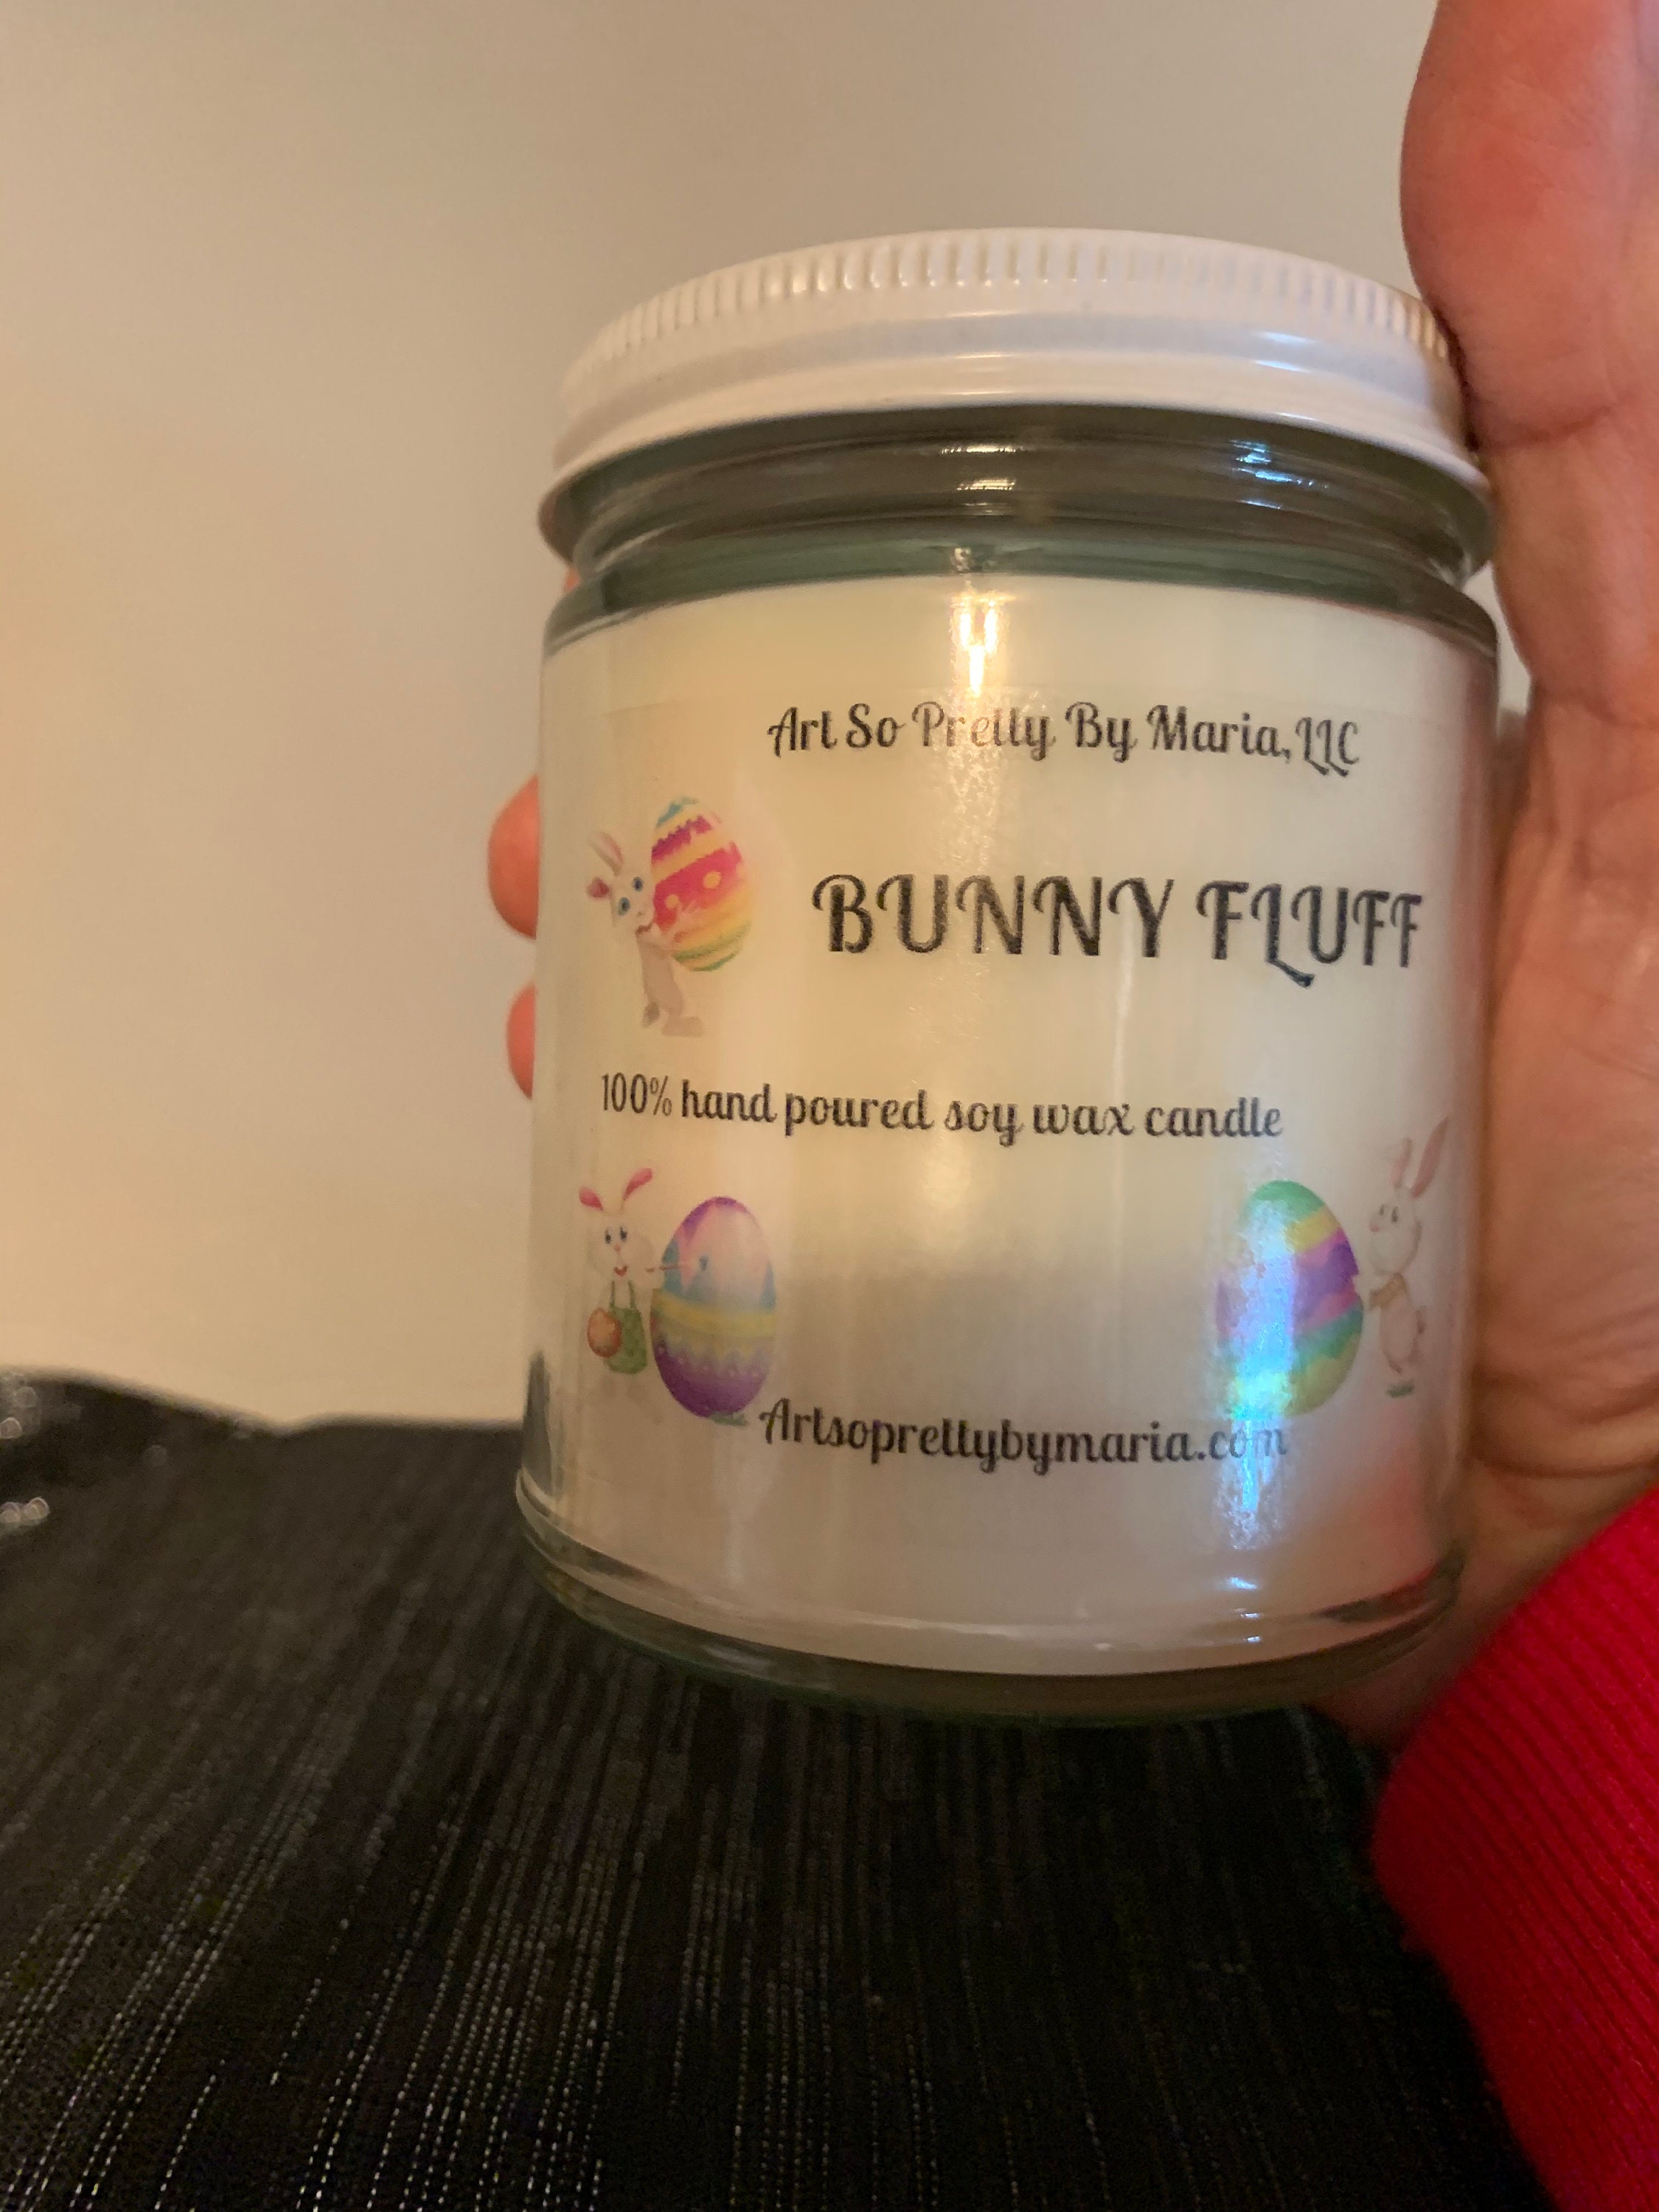 Art So Pretty By Maria, LLC
BUNNY FLUFF
100% hand poured soy wax candle
Artsoprettybymaria.com